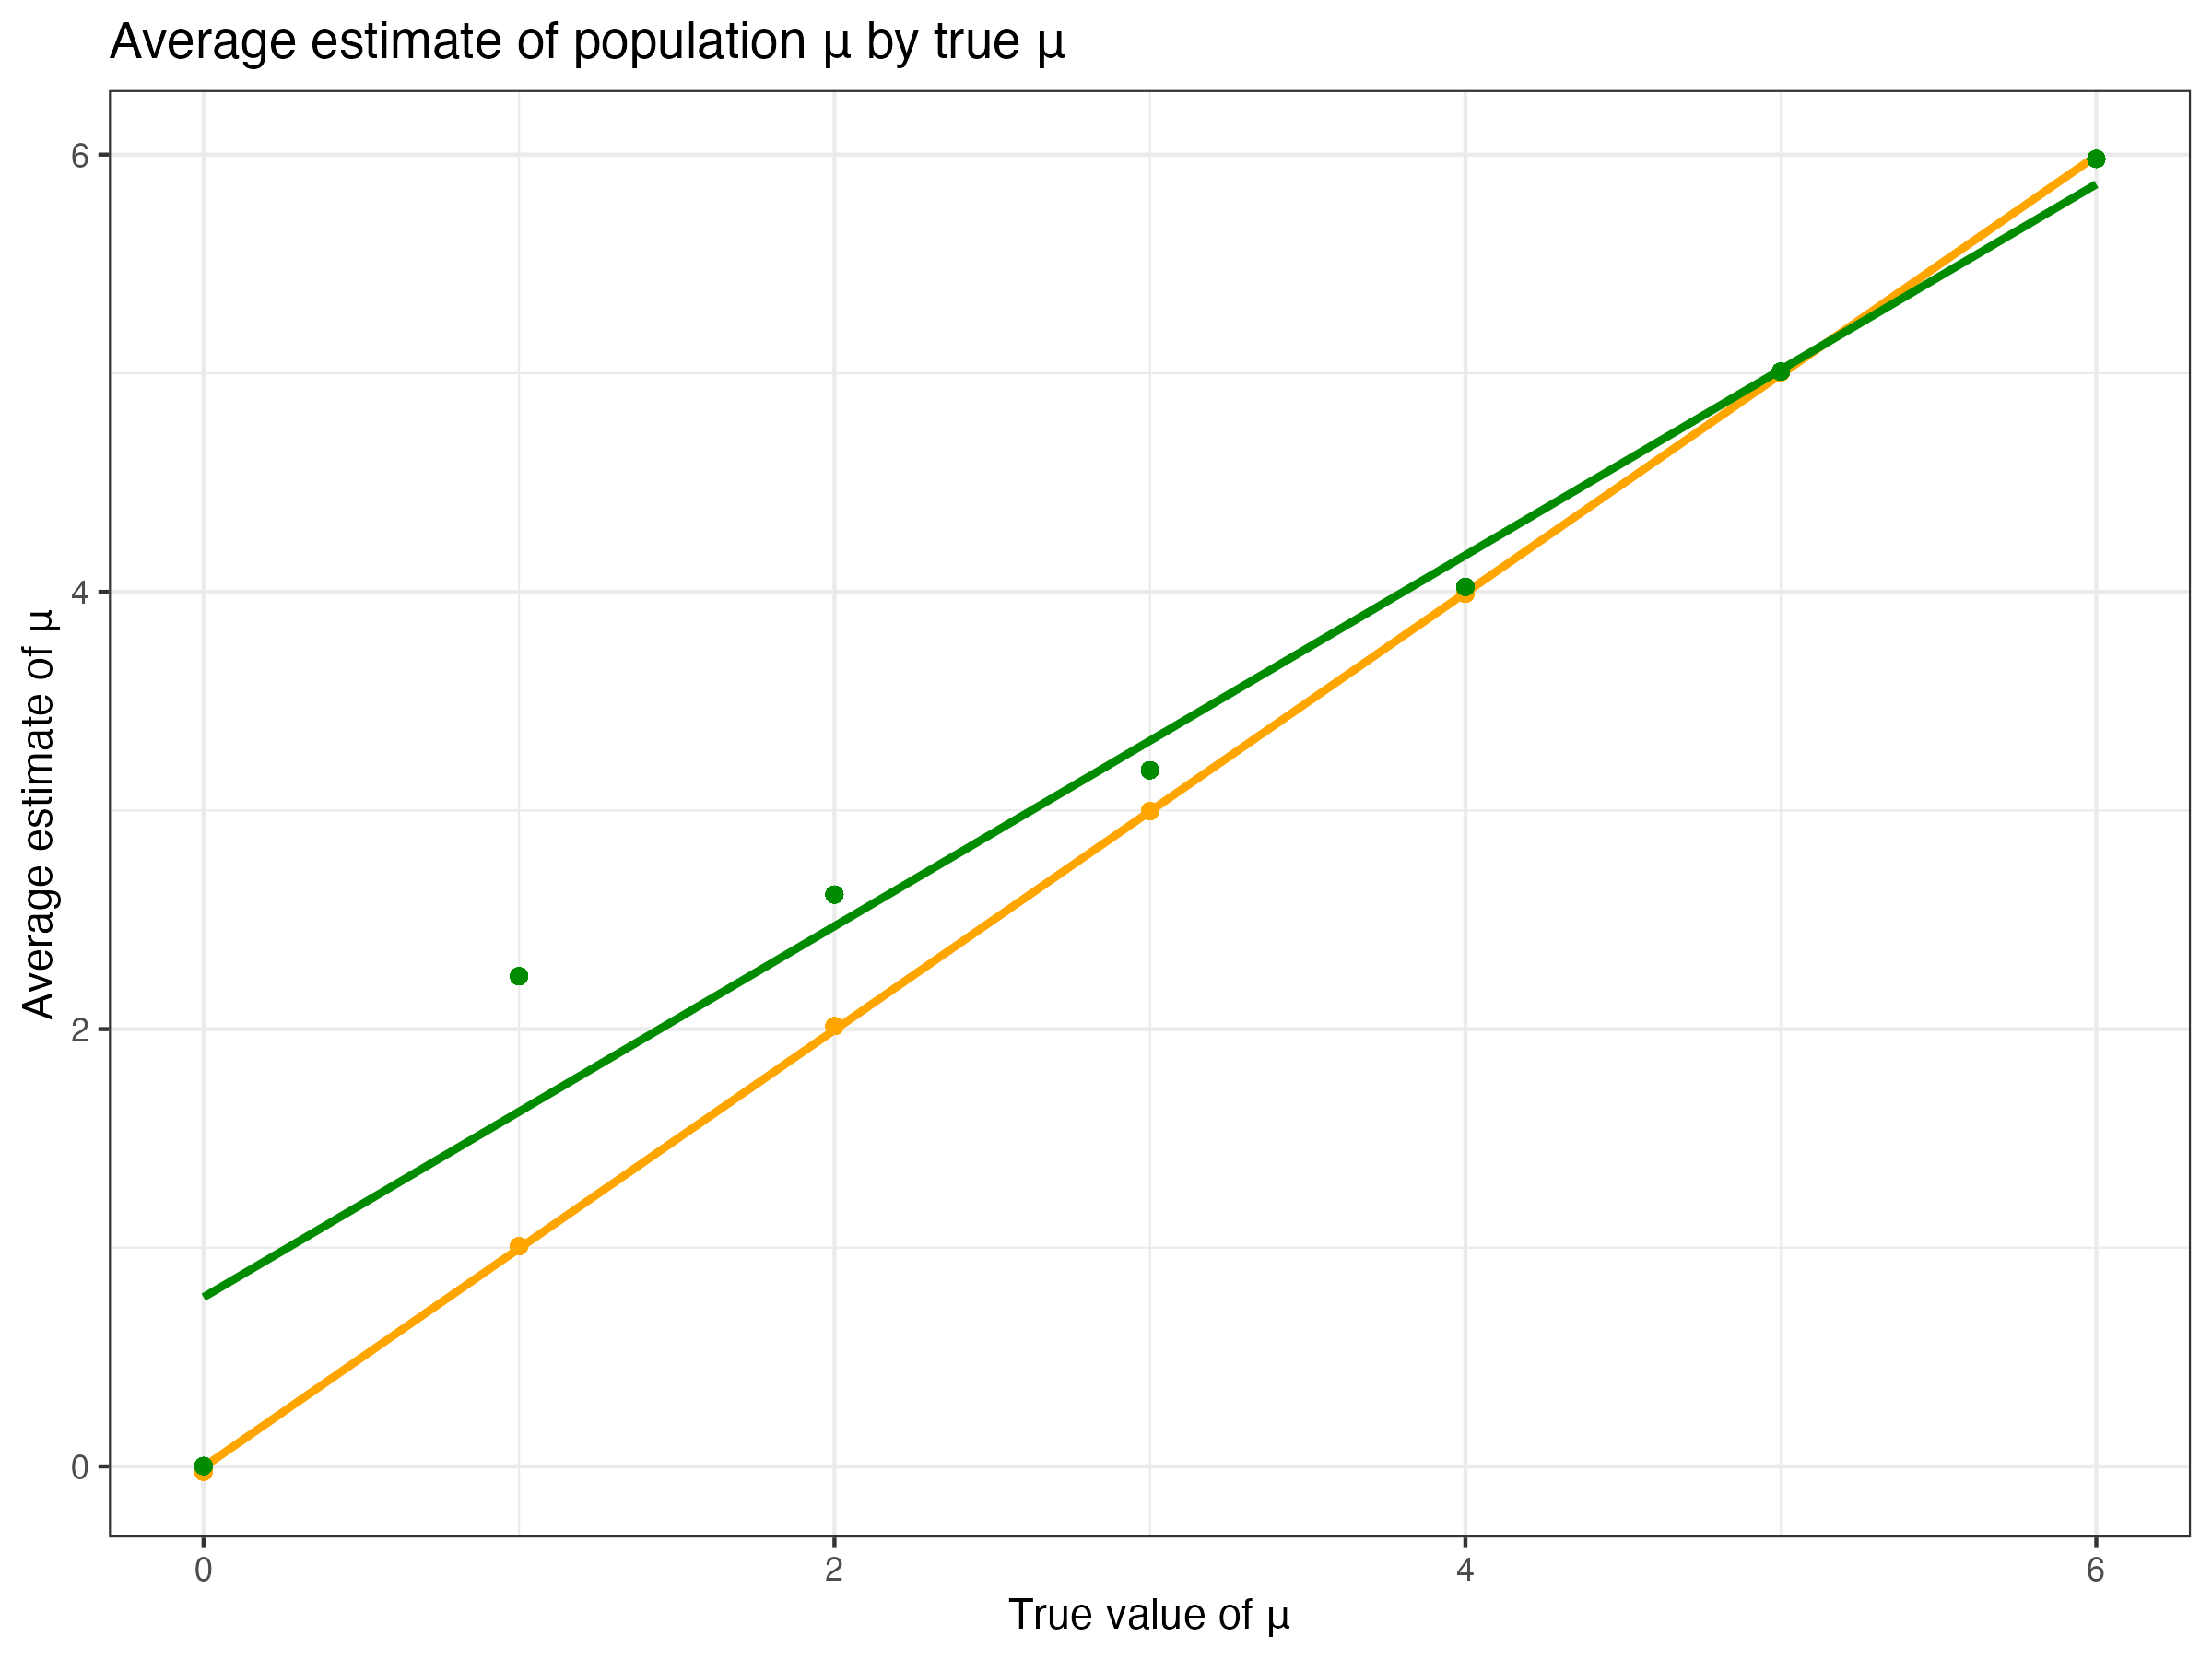 Average estimate of population μ by true μ
6
4
2
0
Average estimate of μ
0 2 4 6
True value of μ